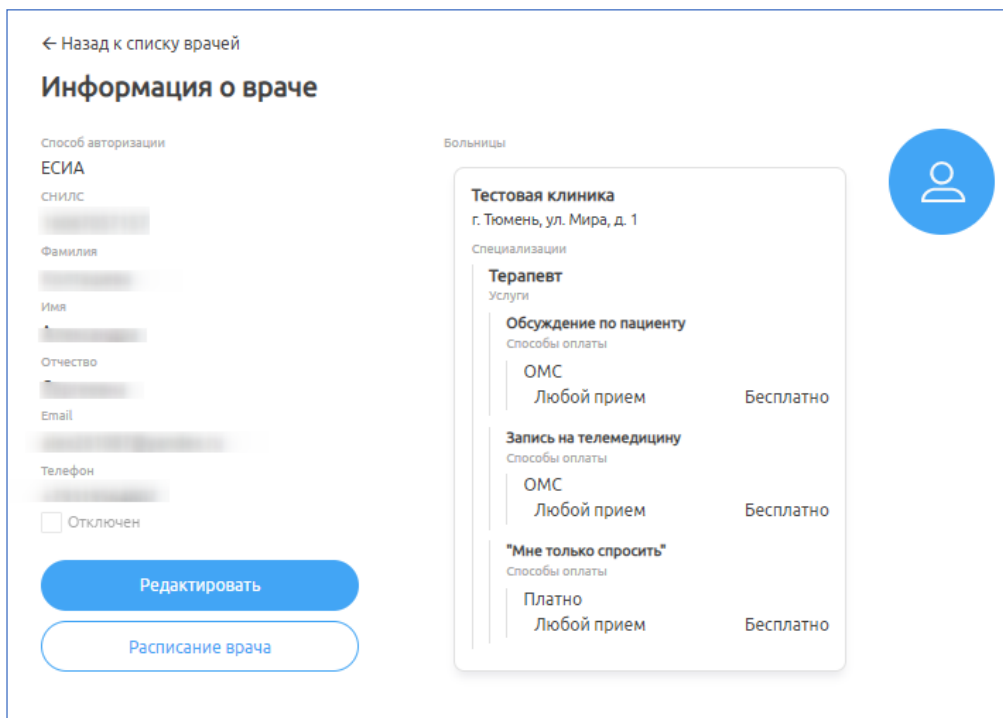 ← Назад к списку врачей
Информация о враче
Способ авторизации
ЕСИА
СНИЛС
Фамилия
Имя
Отчество
Email
Телефон
Отключен
Редактировать
Расписание врача
Больницы
Тестовая клиника
г. Тюмень, ул. Мира, д. 1
Специализации
Терапевт
Услуги
Обсуждение по пациенту
Способы оплаты
ОМС
Любой прием Бесплатно
Запись на телемедицину
Способы оплаты
ОМС
Любой прием Бесплатно
"Мне только спросить"
Способы оплаты
Платно
Любой прием Бесплатно